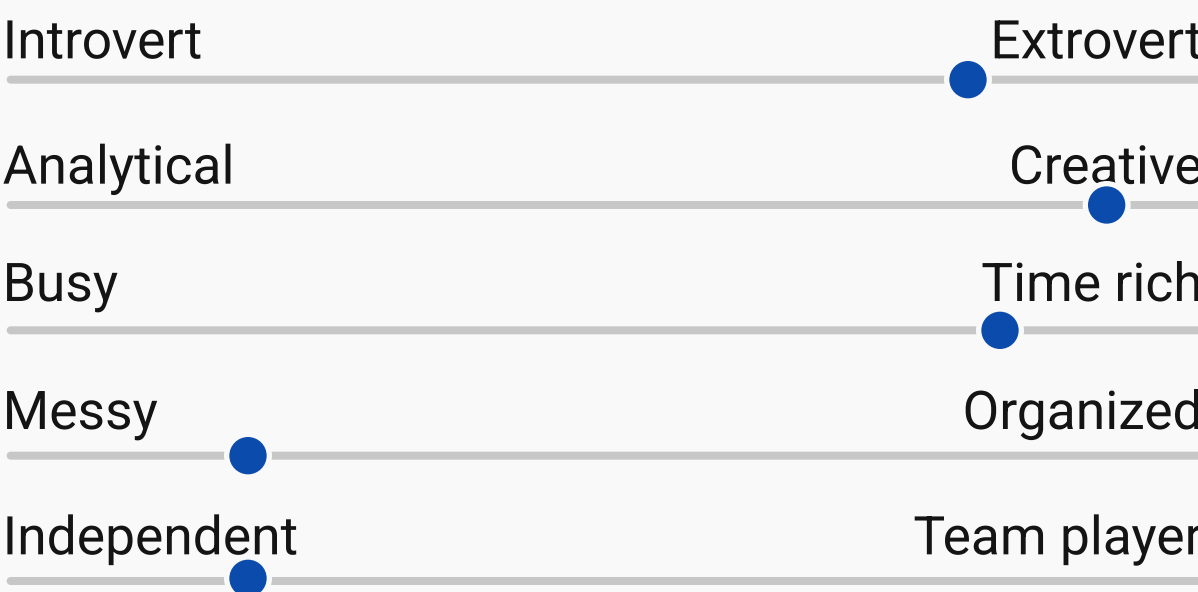 Introvert Extrovert
Analytical Creative
Busy Time rich
Messy Organized
Independent Team player